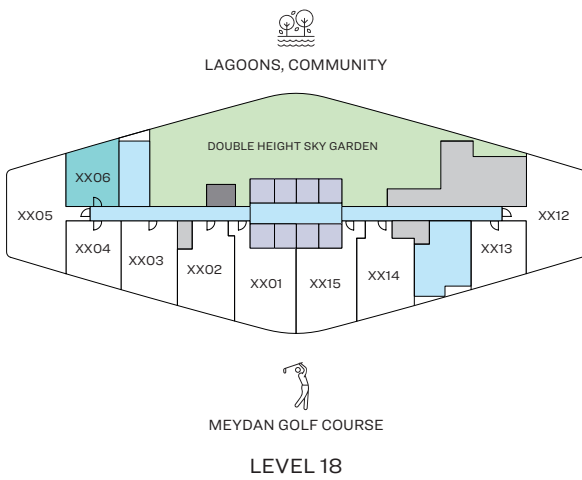 LAGOONS, COMMUNITY
DOUBLE HEIGHT SKY GARDEN
XX06
XX05
XX12
XX04
XX03
XX02
XX01
XX15
XX14
XX13
MEYDAN GOLF COURSE
LEVEL 18